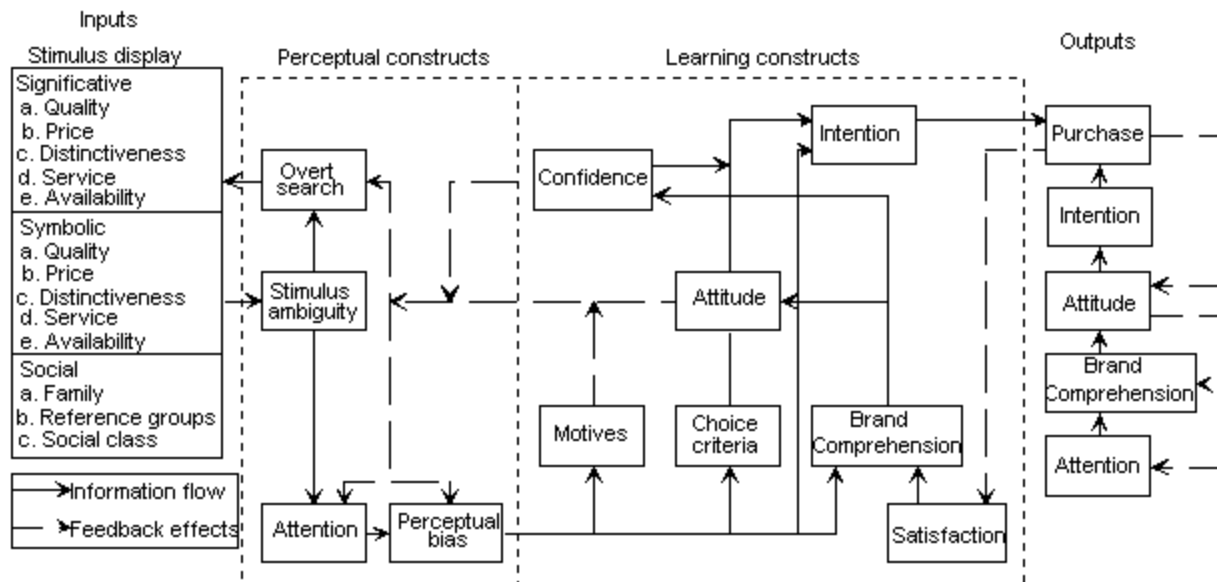 Inputs
Stimulus display
Significative
a. Quality
b. Price
c. Distinctiveness
d. Service
e. Availability
Symbolic
a. Quality
b. Price
c. Distinctiveness
d. Service
e. Availability
Social
a. Family
b. Reference groups
c. Social class
Information flow
Feedback effects
Perceptual constructs
Overt
search
Stimulus
ambiguity
Attention
Perceptual
bias
Learning constructs
Confidence
Intention
Attitude
Motives
Choice
criteria
Brand
Comprehension
Satisfaction
Outputs
Purchase
Intention
Attitude
Brand
Comprehension
Attention